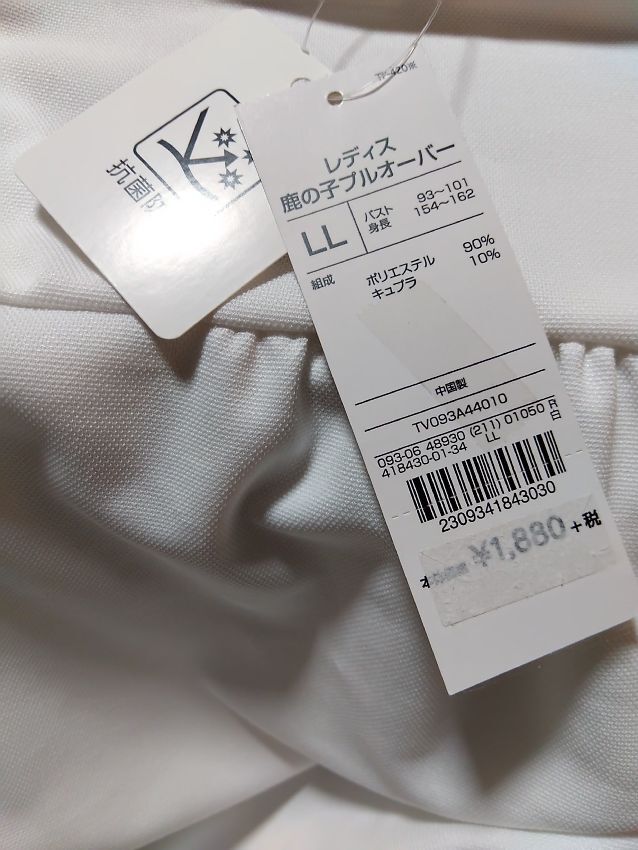 抗菌防
TP-420※
レディス
鹿の子プルオーバー
LL
バスト 93～101
身長 154～162
組成 ポリエステル 90%
キュプラ 10%
中国製
TV093A44010
093-06 48930 (211) 01050 R
418430-01-34 LL 白
2309341843030
¥1,880 +税